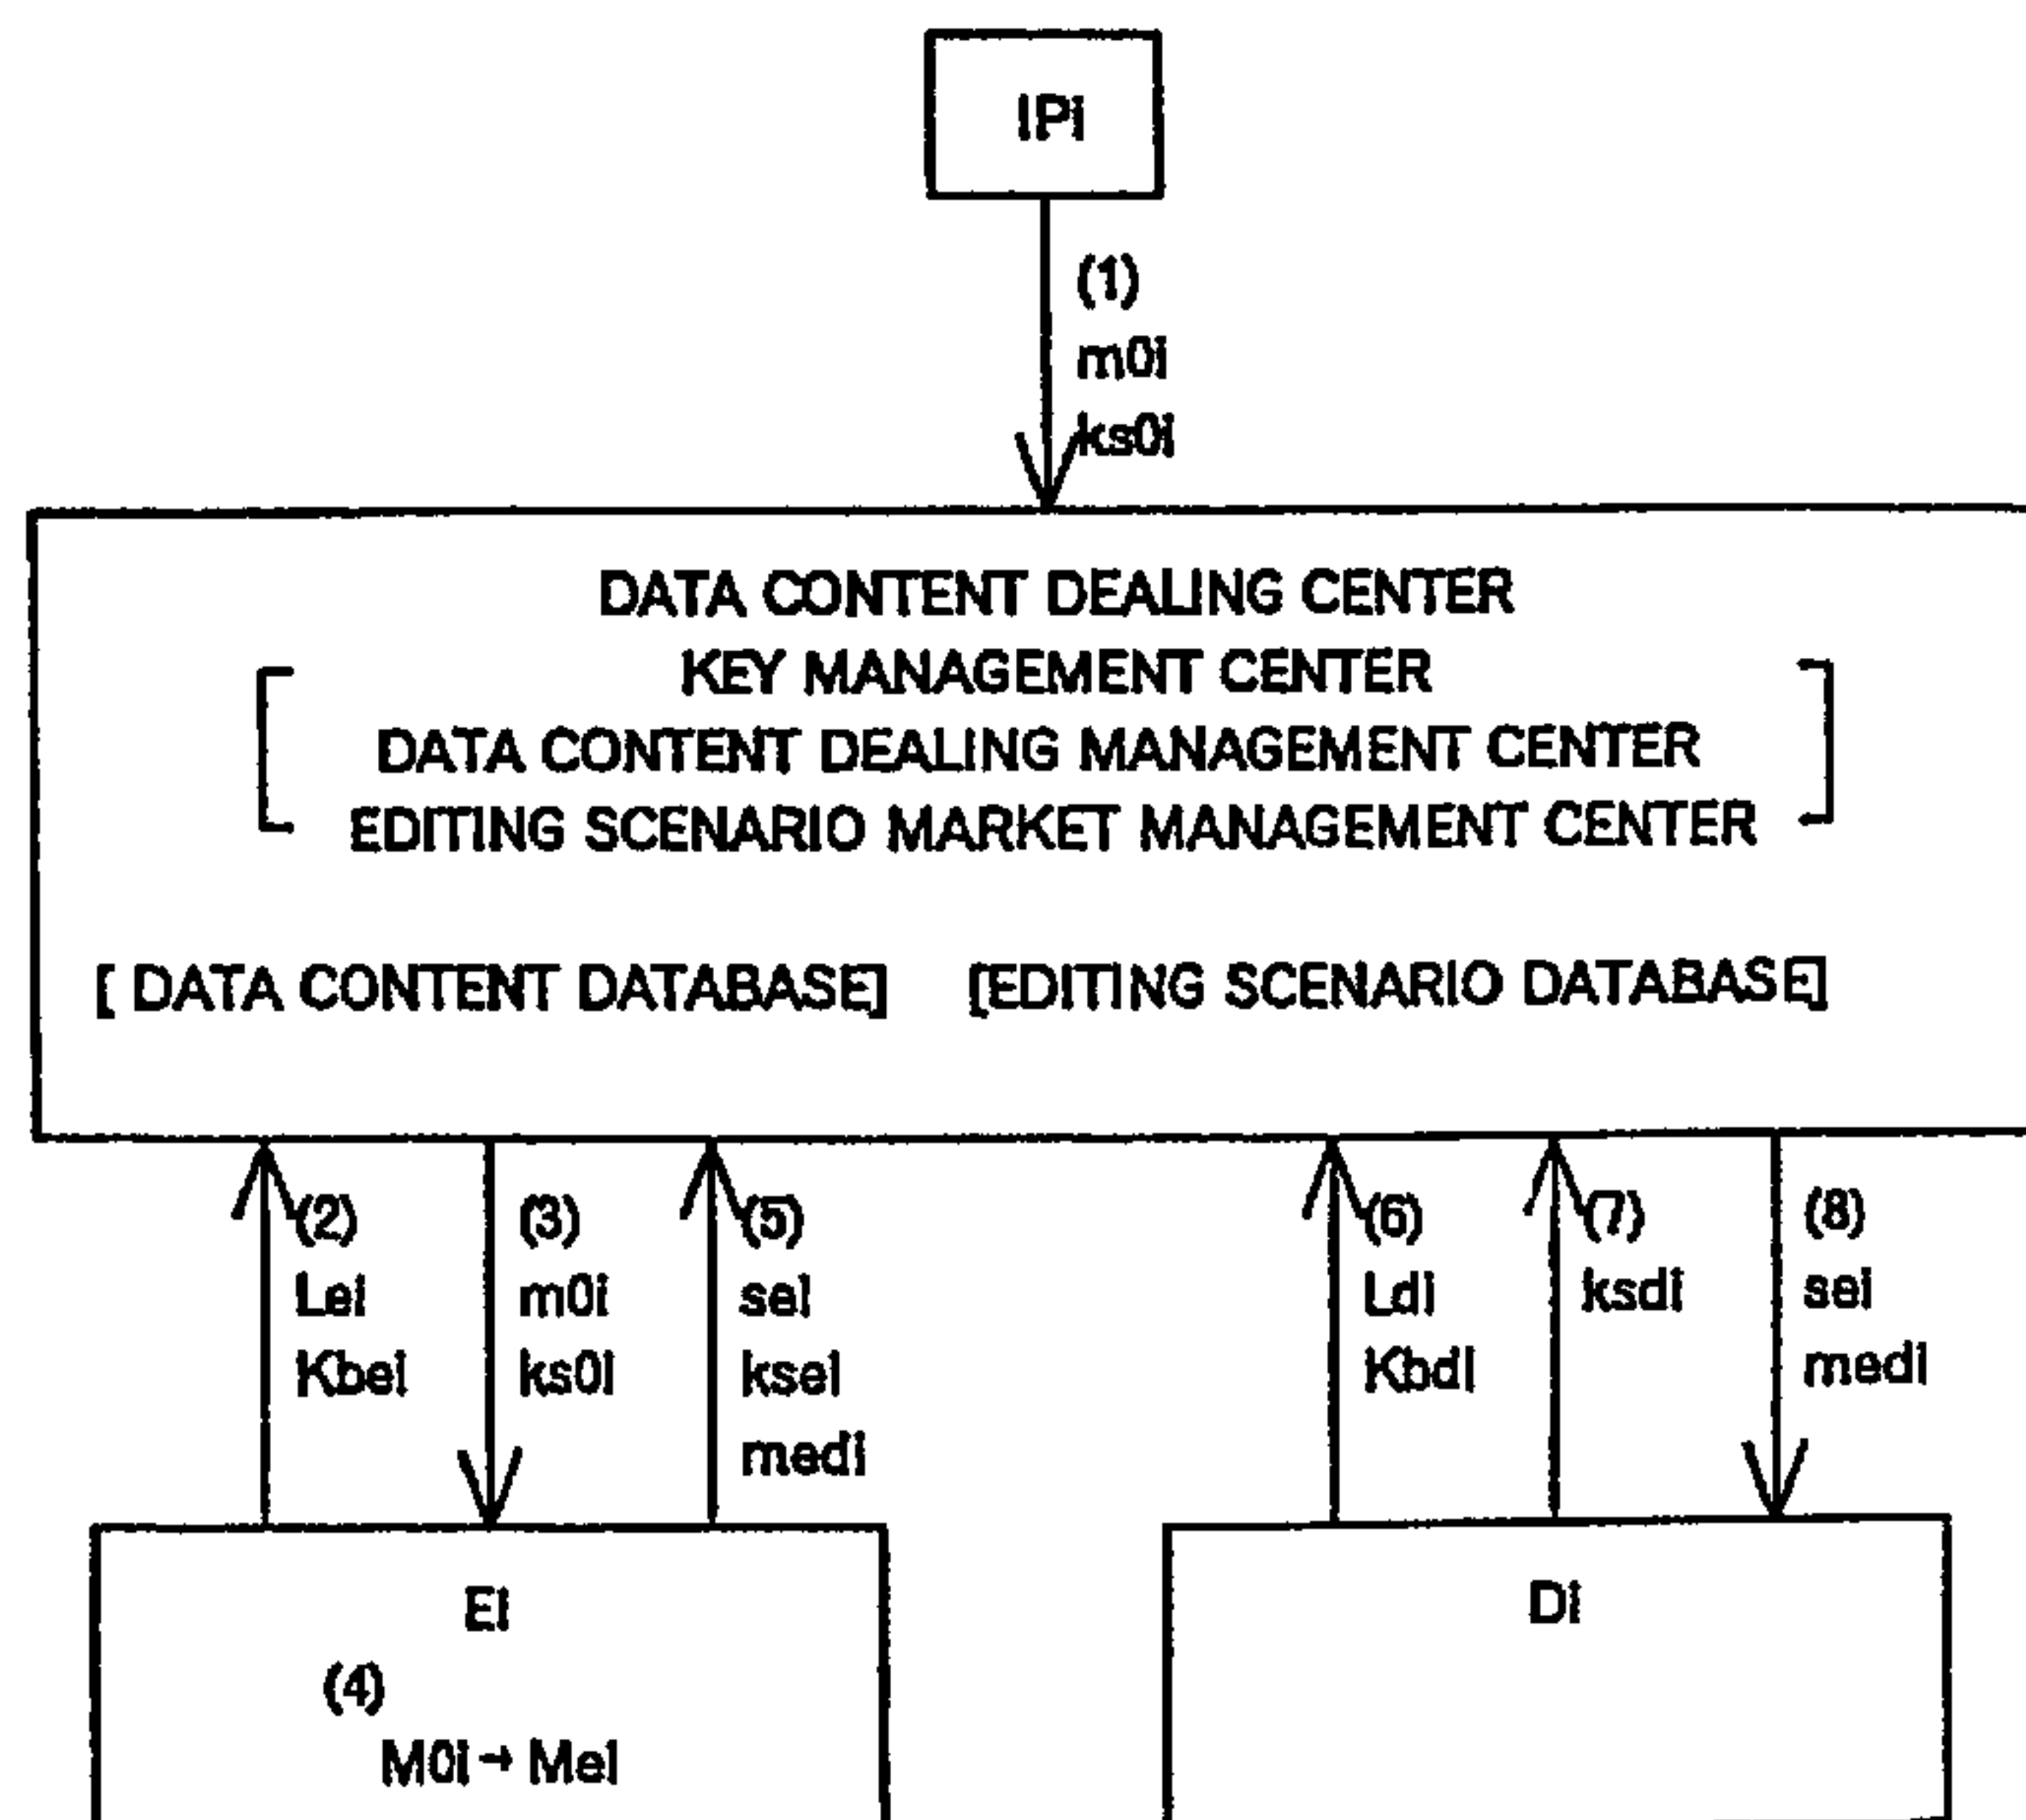 IPi
(1)
m0i
ks0i
DATA CONTENT DEALING CENTER
KEY MANAGEMENT CENTER
DATA CONTENT DEALING MANAGEMENT CENTER
EDITING SCENARIO MARKET MANAGEMENT CENTER
[ DATA CONTENT DATABASE] [EDITING SCENARIO DATABASE]
(2)
Lei
Kbei
(3)
m0i
ks0i
(5)
sei
ksei
medi
(6)
Ldi
Kbdi
(7)
ksdi
(8)
sei
medi
Ei
(4)
M0i → Mei
Di